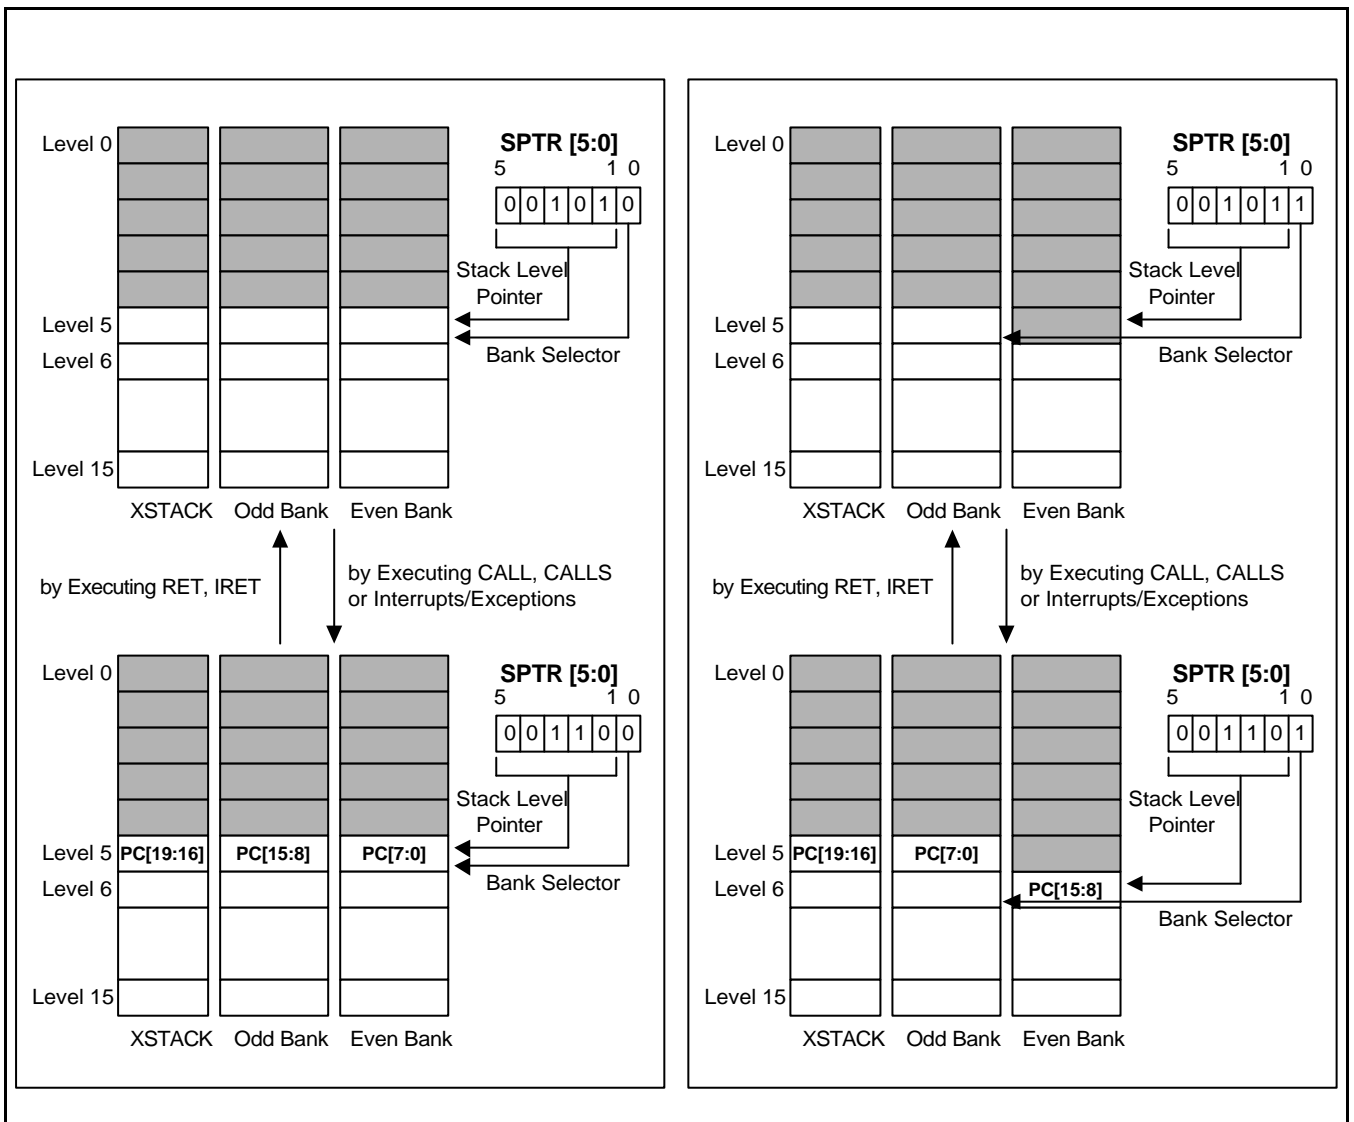 Level 0
SPTR [5:0]
5 1 0
0 0 1 0 1 0
Stack Level
Pointer
Level 5
Bank Selector
Level 6
Level 15
XSTACK Odd Bank Even Bank
by Executing RET, IRET
by Executing CALL, CALLS
or Interrupts/Exceptions
Level 0
SPTR [5:0]
5 1 0
0 0 1 1 0 0
Stack Level
Pointer
Level 5 PC[19:16] PC[15:8] PC[7:0]
Level 6
Bank Selector
Level 15
XSTACK Odd Bank Even Bank
Level 0
SPTR [5:0]
5 1 0
0 0 1 0 1 1
Stack Level
Pointer
Level 5
Bank Selector
Level 6
Level 15
XSTACK Odd Bank Even Bank
by Executing RET, IRET
by Executing CALL, CALLS
or Interrupts/Exceptions
Level 0
SPTR [5:0]
5 1 0
0 0 1 1 0 1
Stack Level
Pointer
Level 5 PC[19:16] PC[7:0]
Level 6 PC[15:8]
Bank Selector
Level 15
XSTACK Odd Bank Even Bank